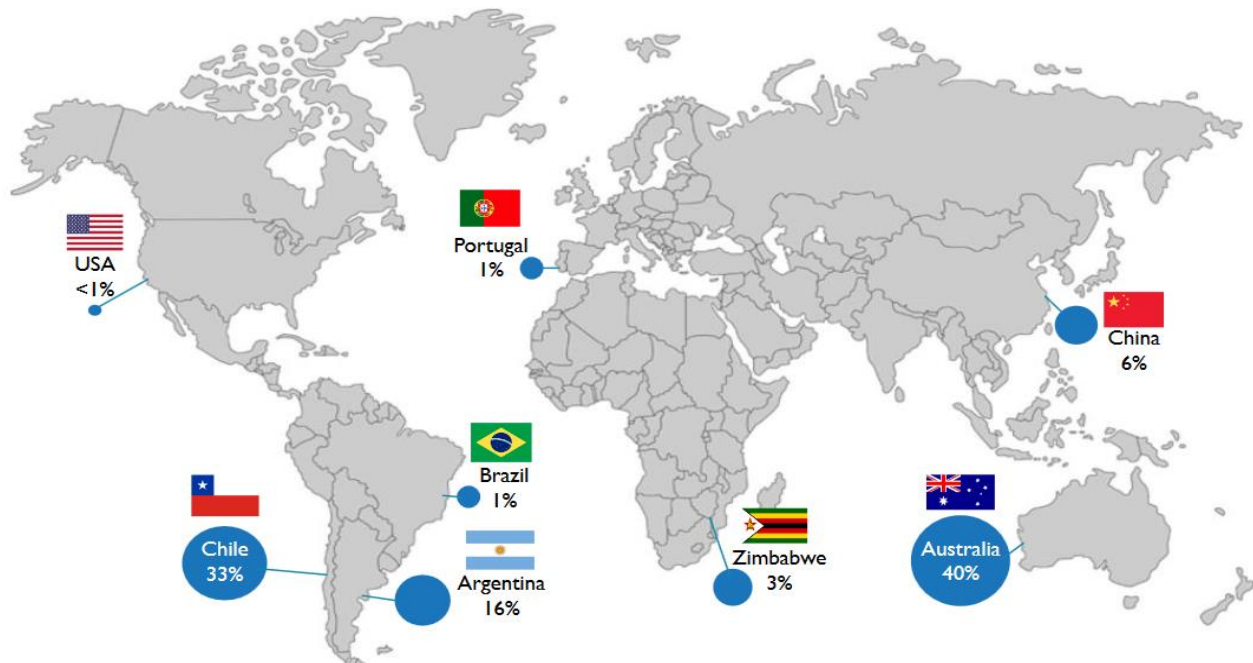 USA
<1%
Portugal
1%
China
6%
Brazil
1%
Chile
33%
Argentina
16%
Zimbabwe
3%
Australia
40%